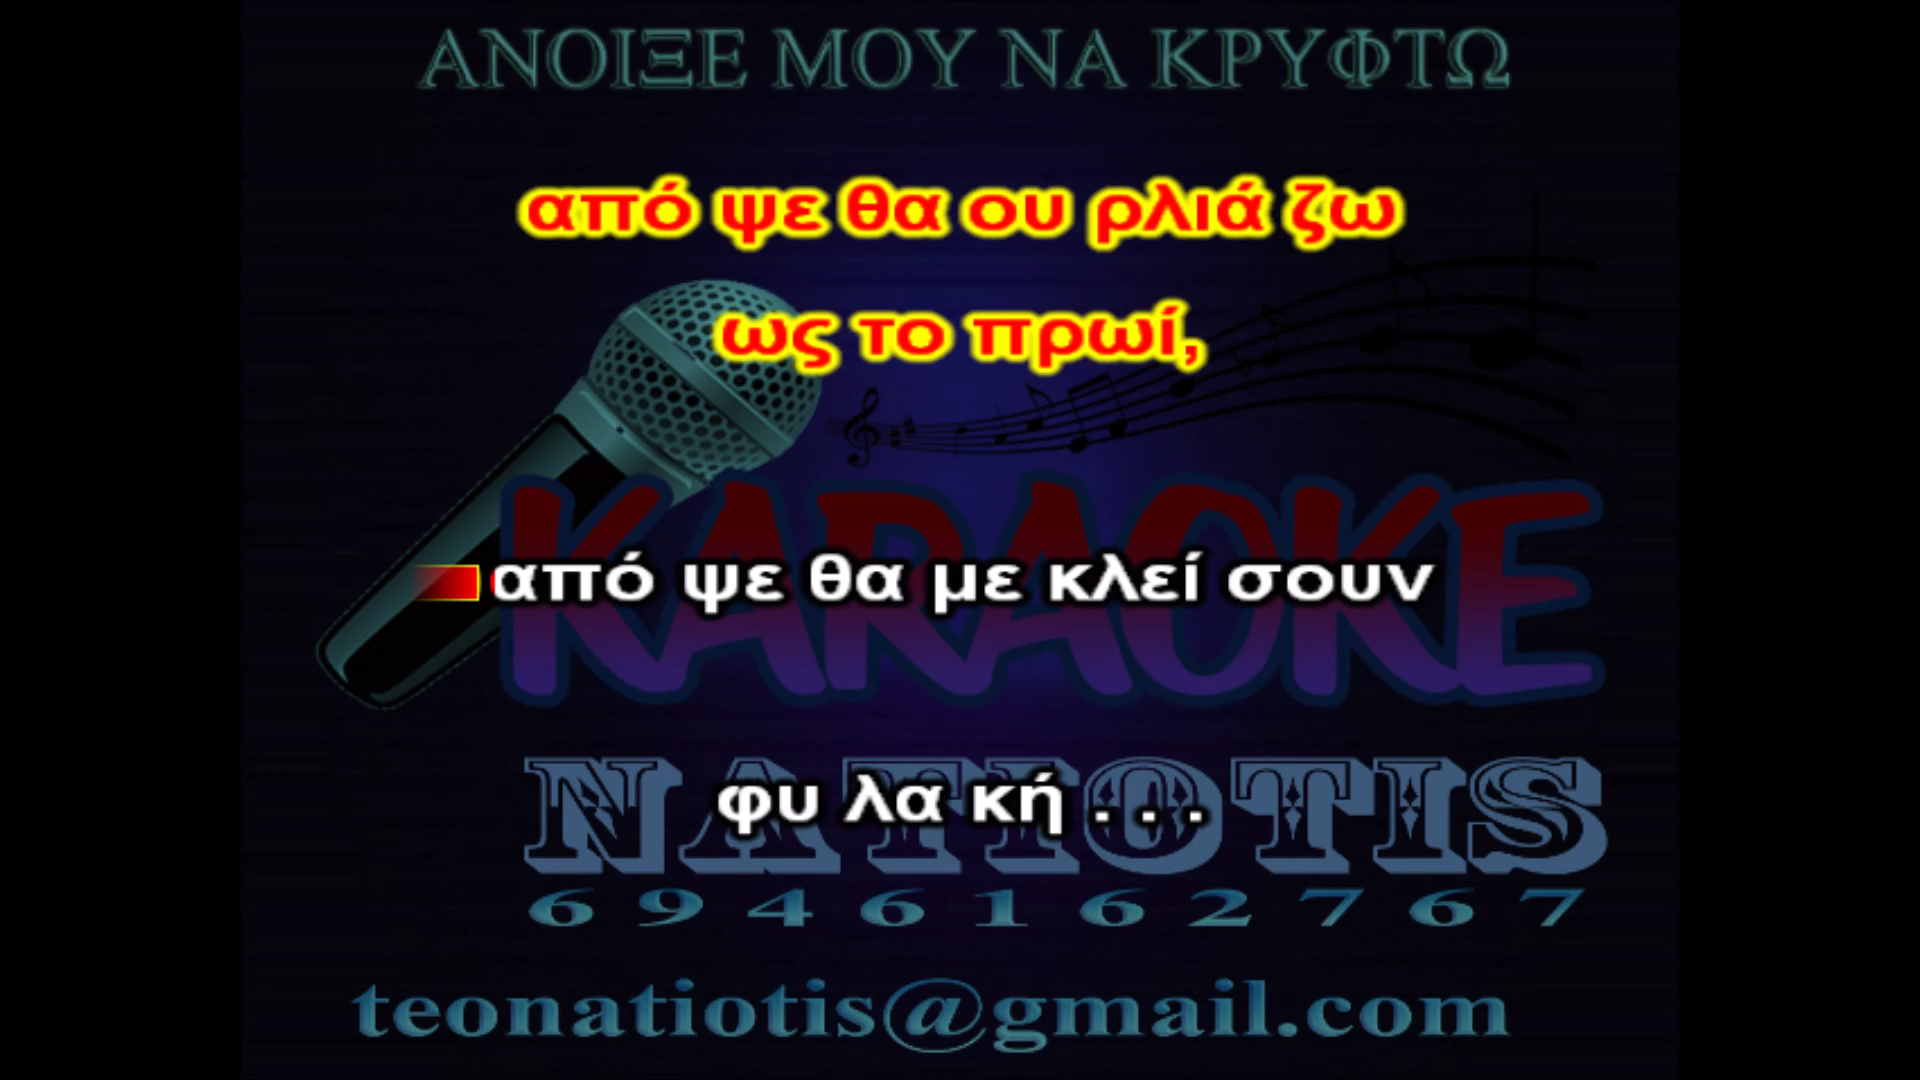 ΑΝΟΙΞΕ ΜΟΥ ΝΑ ΚΡΥΦΤΩ
από ψε θα ου ρλιά ζω
ως το πρωί,
KARAOKE
από ψε θα με κλεί σουν
NATIOTIS
φυ λα κή . . .
6946162767
teonatiotis@gmail.com